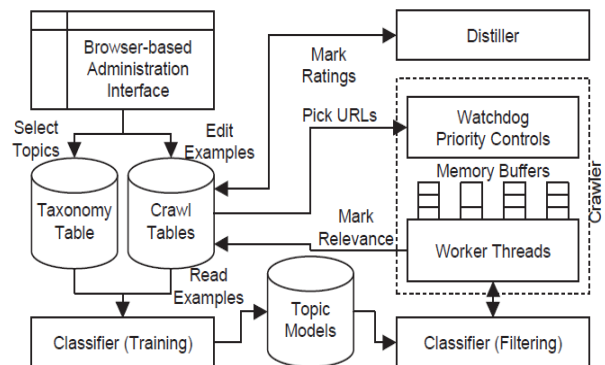 Browser-based
Administration
Interface
Distiller
Mark
Ratings
Select
Topics
Edit
Examples
Pick URLs
Watchdog
Priority Controls
Memory Buffers
Crawler
Taxonomy
Table
Crawl
Tables
Mark
Relevance
Worker Threads
Read
Examples
Topic
Models
Classifier (Training)
Classifier (Filtering)